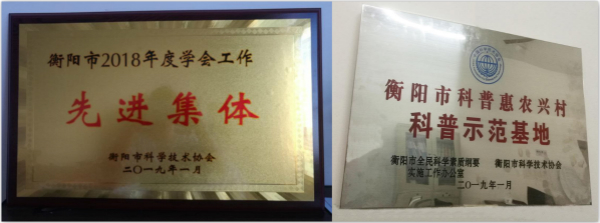 衡阳市2018年度学会工作
先进集体
衡阳市科学技术协会
二〇一九年一月
衡阳市科普惠农兴村
科普示范基地
衡阳市全民科学素质纲要 衡阳市科学技术协会
实施工作办公室
二〇一九年一月